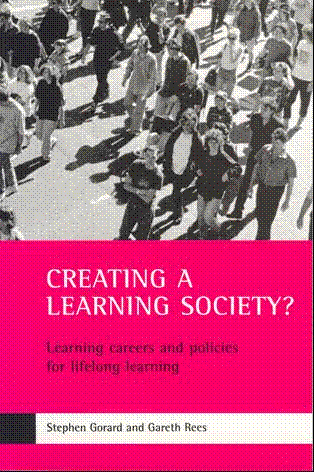 CREATING A
LEARNING SOCIETY?
Learning careers and policies
for lifelong learning
Stephen Gorard and Gareth Rees